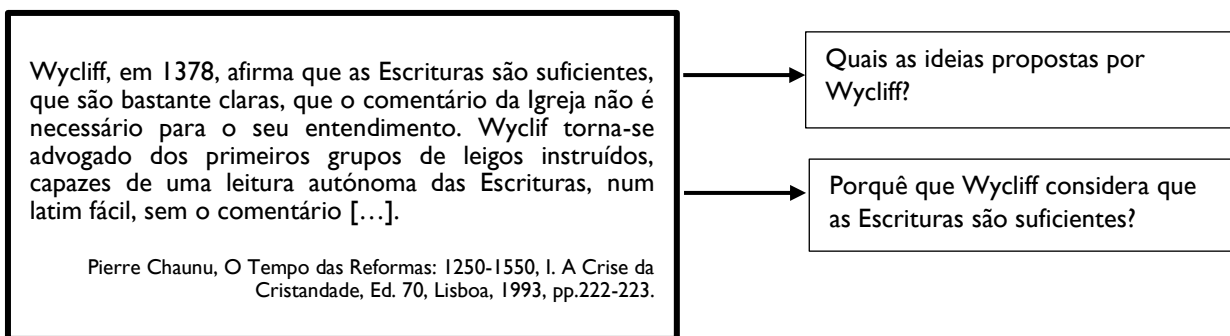 Wycliff, em 1378, afirma que as Escrituras são suficientes,
que são bastante claras, que o comentário da Igreja não é
necessário para o seu entendimento. Wyclif torna-se
advogado dos primeiros grupos de leigos instruídos,
capazes de uma leitura autónoma das Escrituras, num
latim fácil, sem o comentário […].
Pierre Chaunu, O Tempo das Reformas: 1250-1550, I. A Crise da
Cristandade, Ed. 70, Lisboa, 1993, pp.222-223.
Quais as ideias propostas por
Wycliff?
Porquê que Wycliff considera que
as Escrituras são suficientes?